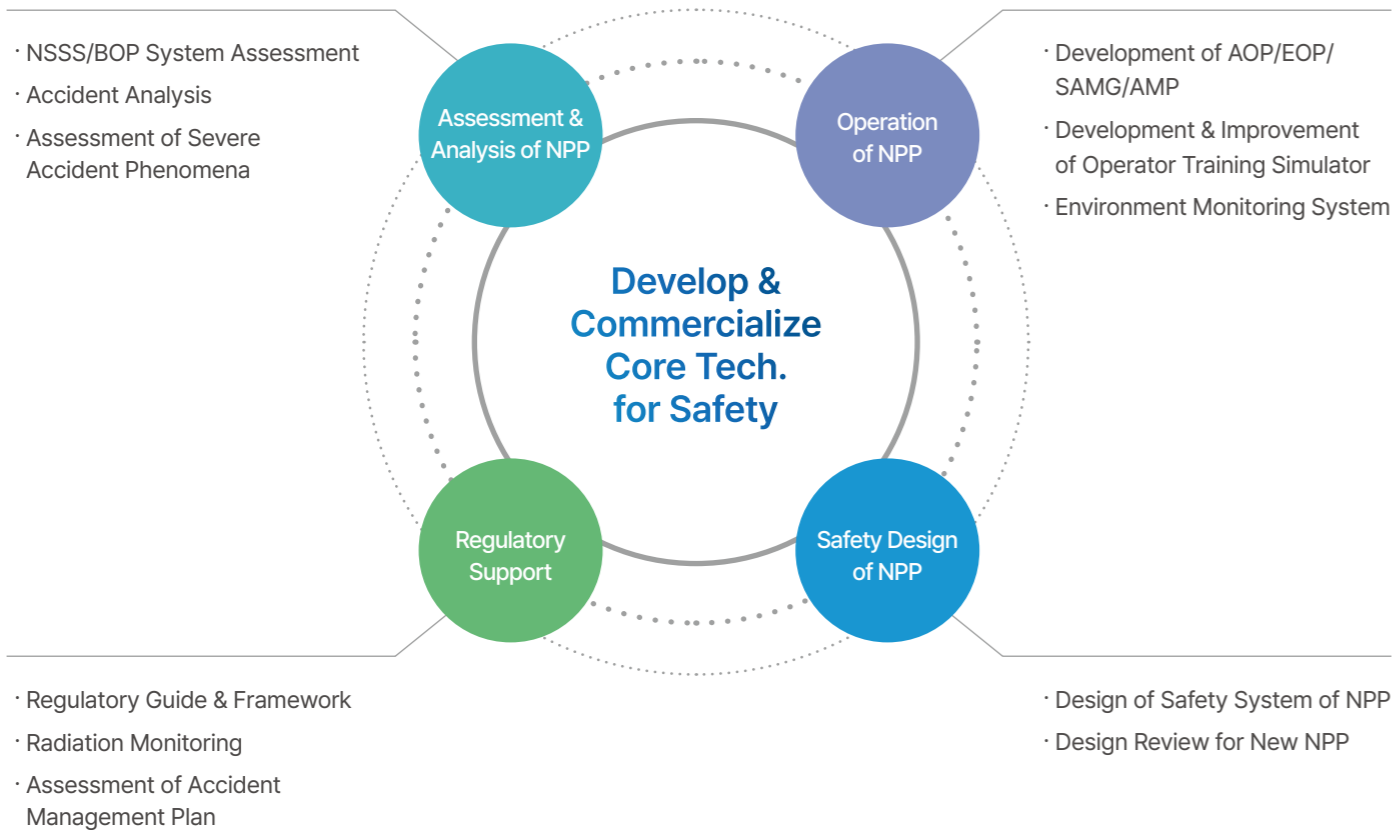 · NSSS/BOP System Assessment
· Accident Analysis
· Assessment of Severe
Accident Phenomena
Assessment &
Analysis of NPP
Operation
of NPP
· Development of AOP/EOP/
SAMG/AMP
· Development & Improvement
of Operator Training Simulator
· Environment Monitoring System
Develop &
Commercialize
Core Tech.
for Safety
Regulatory
Support
Safety Design
of NPP
· Regulatory Guide & Framework
· Radiation Monitoring
· Assessment of Accident
Management Plan
· Design of Safety System of NPP
· Design Review for New NPP